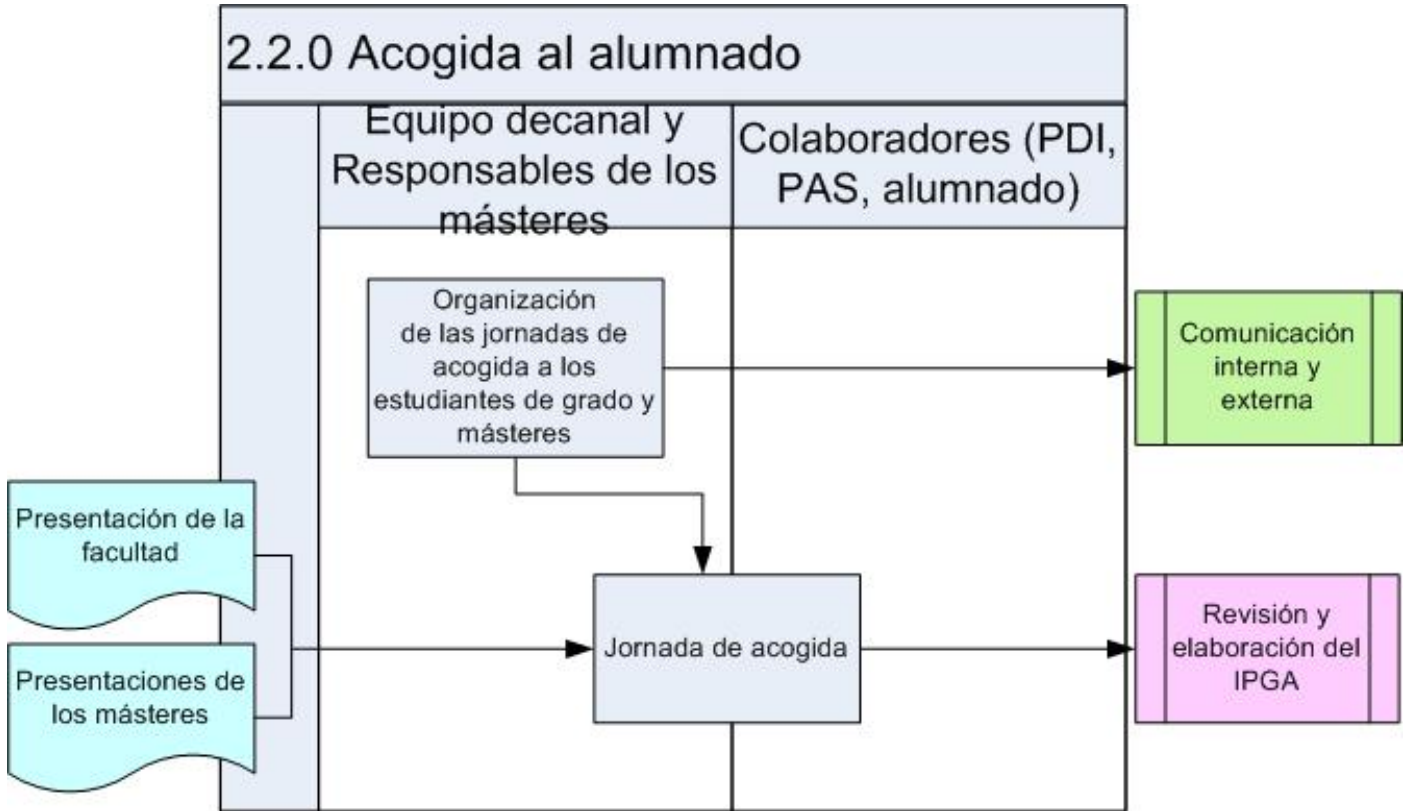 2.2.0 Acogida al alumnado
Equipo decanal y
Responsables de los
másteres
Colaboradores (PDI,
PAS, alumnado)
Organización
de las jornadas de
acogida a los
estudiantes de grado y
másteres
Comunicación
interna y
externa
Presentación de la
facultad
Jornada de acogida
Revisión y
elaboración del
IPGA
Presentaciones de
los másteres